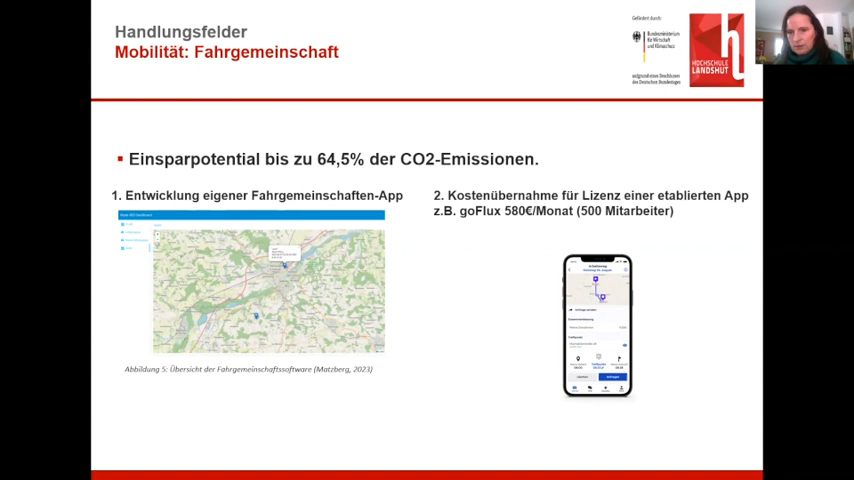 Handlungsfelder
Mobilität: Fahrgemeinschaft
Gefördert durch:
Bundesministerium
für Wirtschaft
und Klimaschutz
aufgrund eines Beschlusses
des Deutschen Bundestages
HOCHSCHULE
LANDSHUT
Einsparpotential bis zu 64,5% der CO2-Emissionen.
1. Entwicklung eigener Fahrgemeinschaften-App
2. Kostenübernahme für Lizenz einer etablierten App
z.B. goFlux 580€/Monat (500 Mitarbeiter)
Abbildung 5: Übersicht der Fahrgemeinschaftssoftware (Matzberg, 2023)